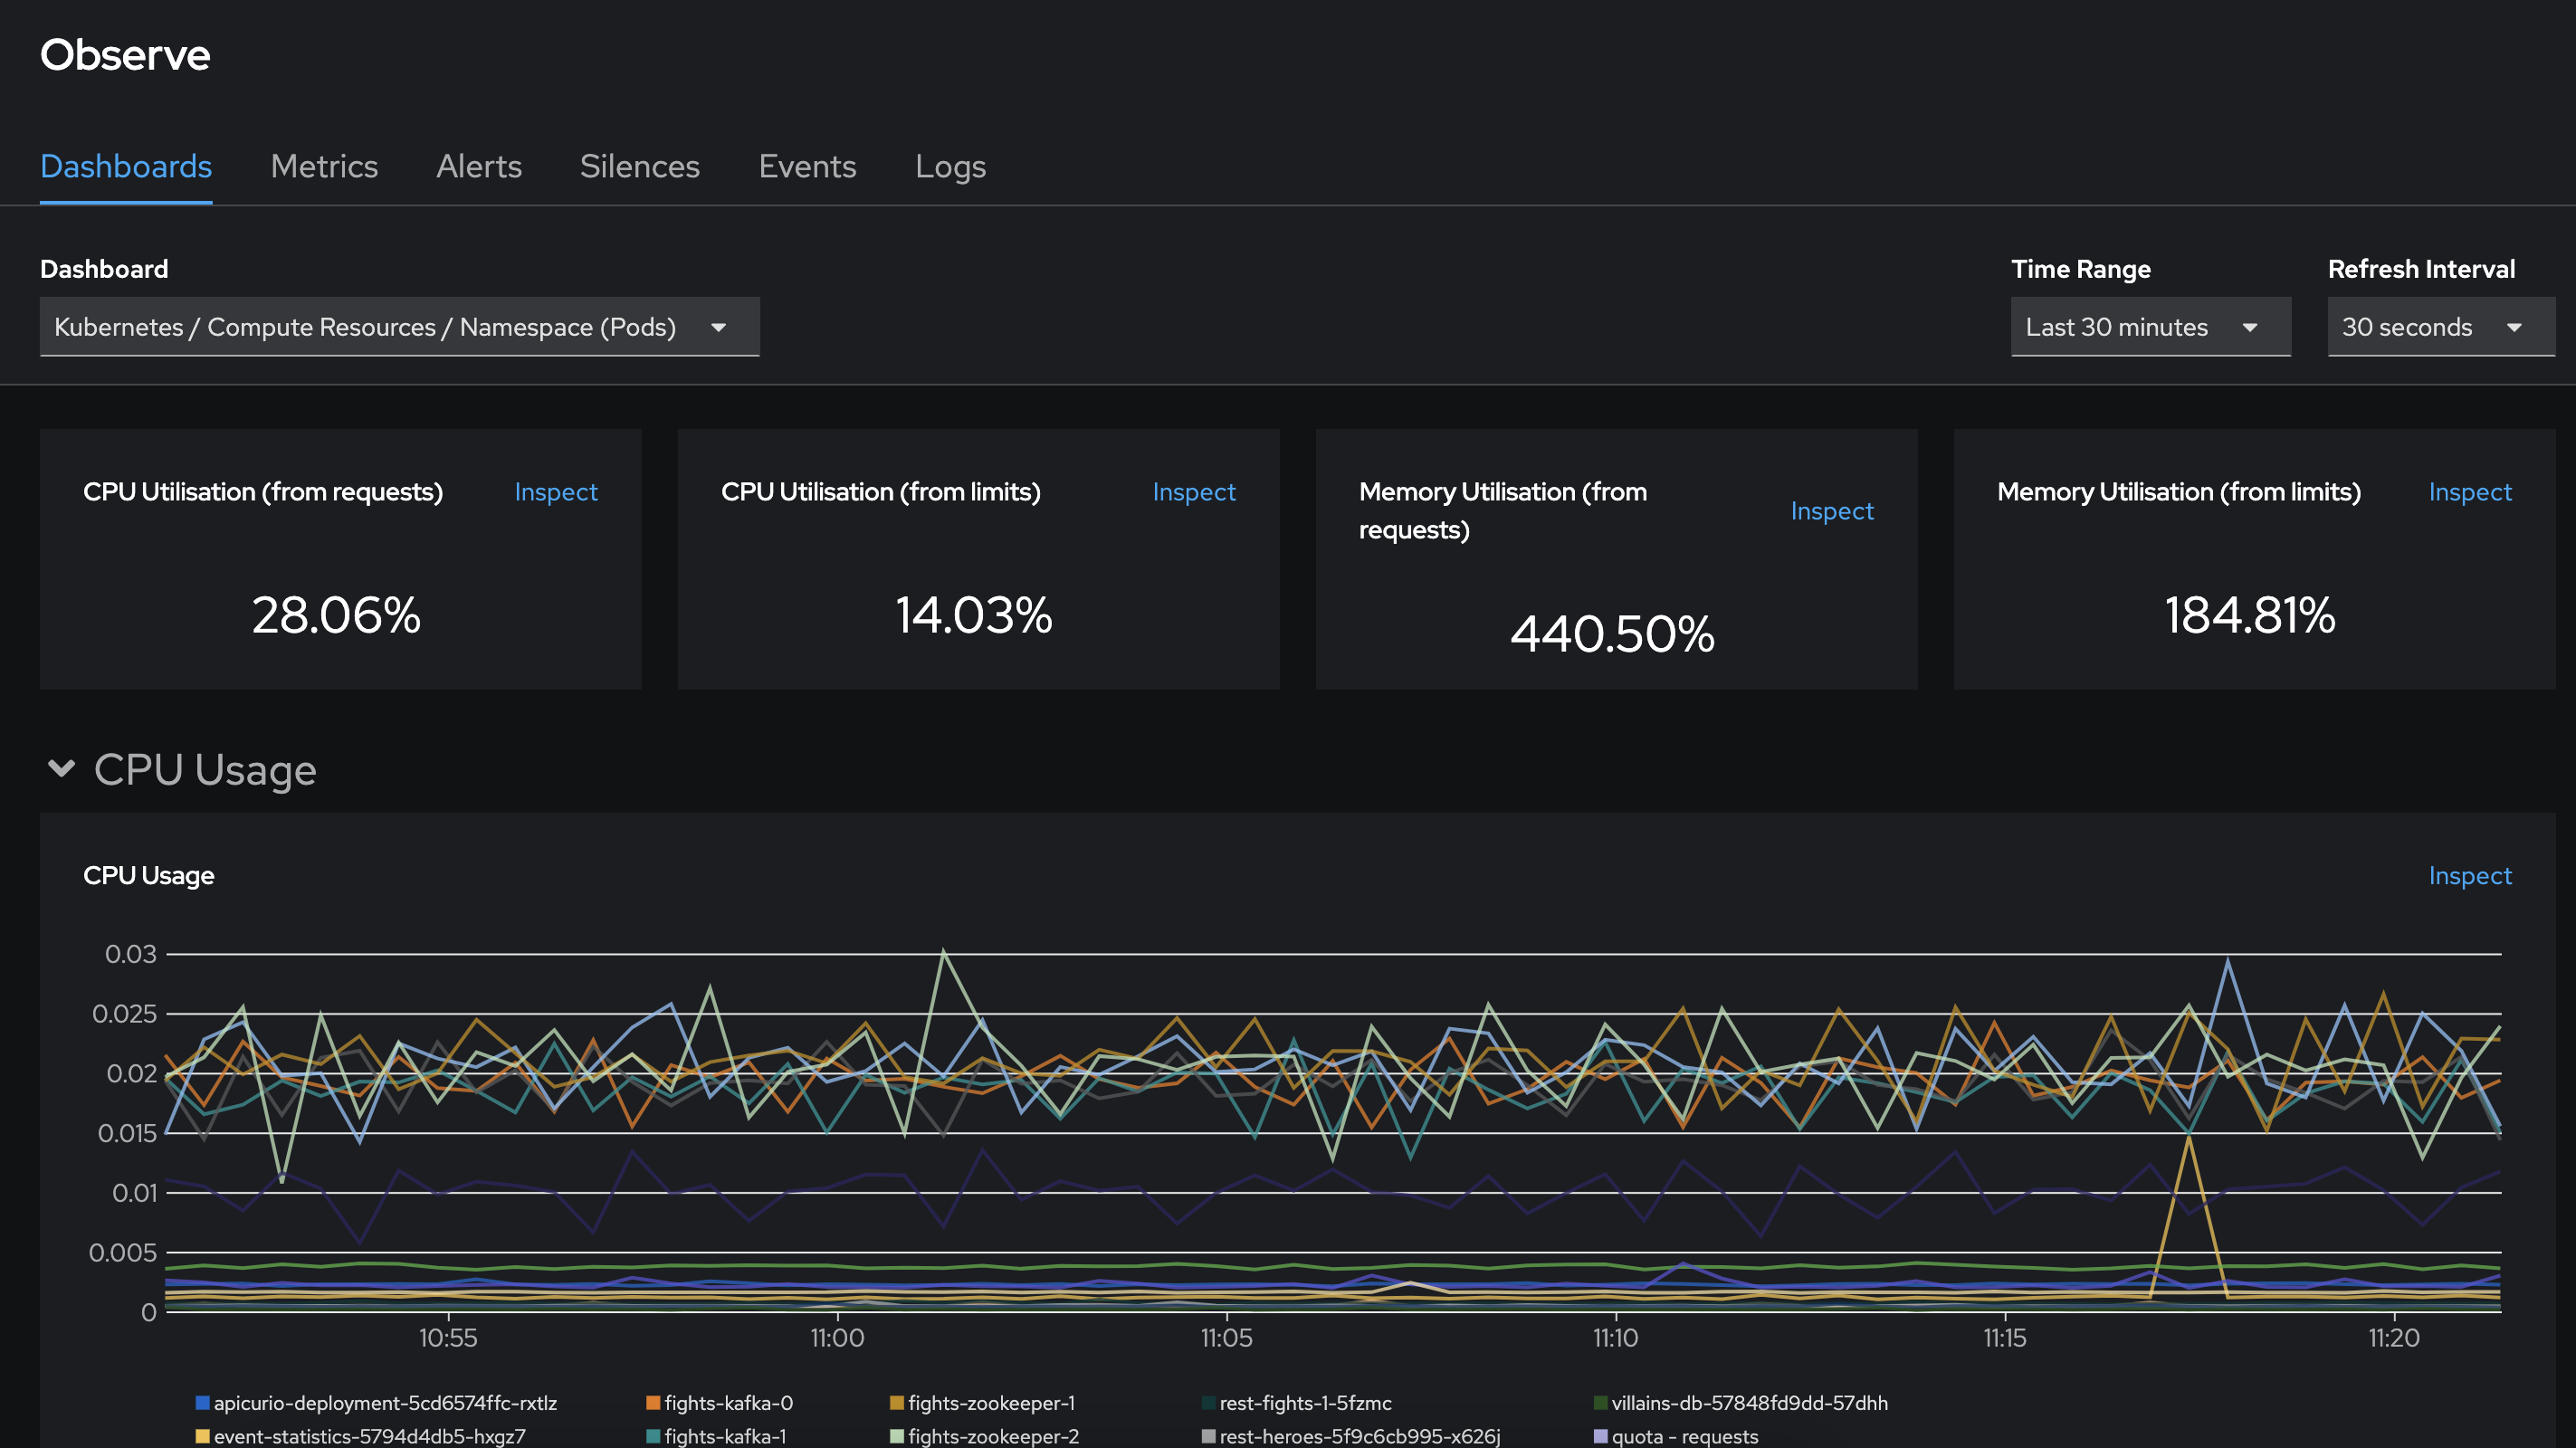 Observe
Dashboards Metrics Alerts Silences Events Logs
Dashboard
Time Range
Refresh Interval
Kubernetes / Compute Resources / Namespace (Pods)
Last 30 minutes
30 seconds
CPU Utilisation (from requests)
Inspect
28.06%
CPU Utilisation (from limits)
Inspect
14.03%
Memory Utilisation (from
requests)
Inspect
440.50%
Memory Utilisation (from limits)
Inspect
184.81%
CPU Usage
CPU Usage
Inspect
0.03
0.025
0.02
0.015
0.01
0.005
0
10:55 11:00 11:05 11:10 11:15 11:20
apicurio-deployment-5cd6574ffc-rxtlz fights-kafka-0 fights-zookeeper-1 rest-fights-1-5fzmc villains-db-57848fd9dd-57dhh
event-statistics-5794d4db5-hxgz7 fights-kafka-1 fights-zookeeper-2 rest-heroes-5f9c6cb995-x626j quota - requests